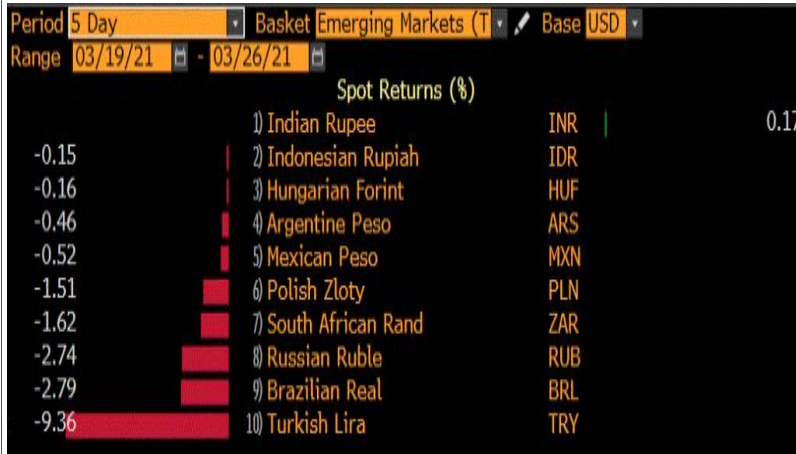 Period 5 Day Basket Emerging Markets (T Base USD
Range 03/19/21 - 03/26/21
Spot Returns (%)
1) Indian Rupee INR 0.17
-0.15 2) Indonesian Rupiah IDR
-0.16 3) Hungarian Forint HUF
-0.46 4) Argentine Peso ARS
-0.52 5) Mexican Peso MXN
-1.51 6) Polish Zloty PLN
-1.62 7) South African Rand ZAR
-2.74 8) Russian Ruble RUB
-2.79 9) Brazilian Real BRL
-9.36 10) Turkish Lira TRY